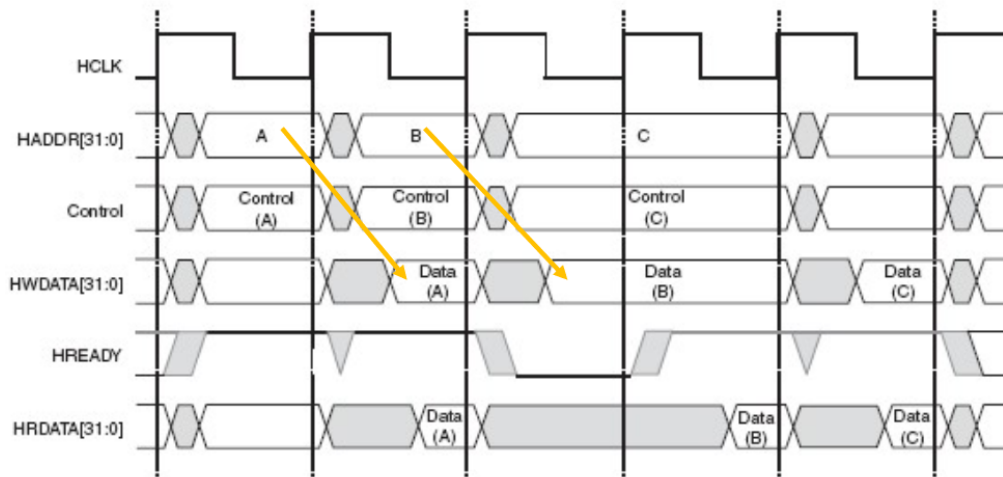 HCLK
HADDR[31:0]
A
B
C
Control
Control
(A)
Control
(B)
Control
(C)
HWDATA[31:0]
Data
(A)
Data
(B)
Data
(C)
HREADY
HRDATA[31:0]
Data
(A)
Data
(B)
Data
(C)